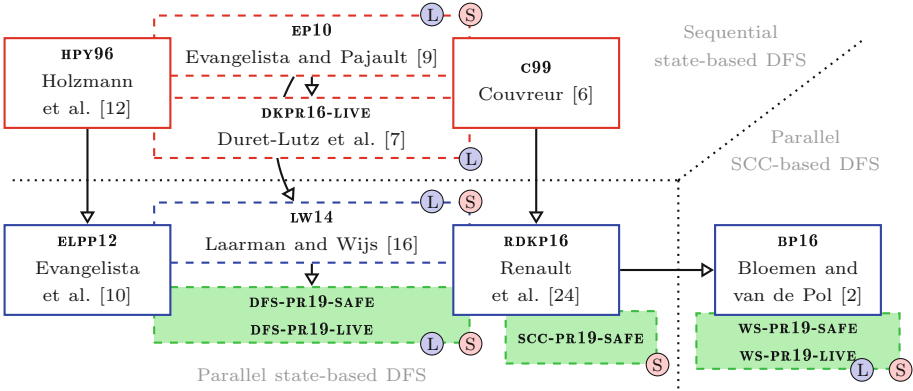 L S
EP10
Evangelista and Pajault [9]
Sequential
state-based DFS
HPY96
Holzmann
et al. [12]
C99
Couvreur [6]
DKPR16-LIVE
Duret-Lutz et al. [7]
L
Parallel
SCC-based DFS
L S
LW14
Laarman and Wijs [16]
ELPP12
Evangelista
et al. [10]
RDKP16
Renault
et al. [24]
BP16
Bloemen and
van de Pol [2]
DFS-PR19-SAFE
DFS-PR19-LIVE
L S
SCC-PR19-SAFE
S
WS-PR19-SAFE
WS-PR19-LIVE
L S
Parallel state-based DFS